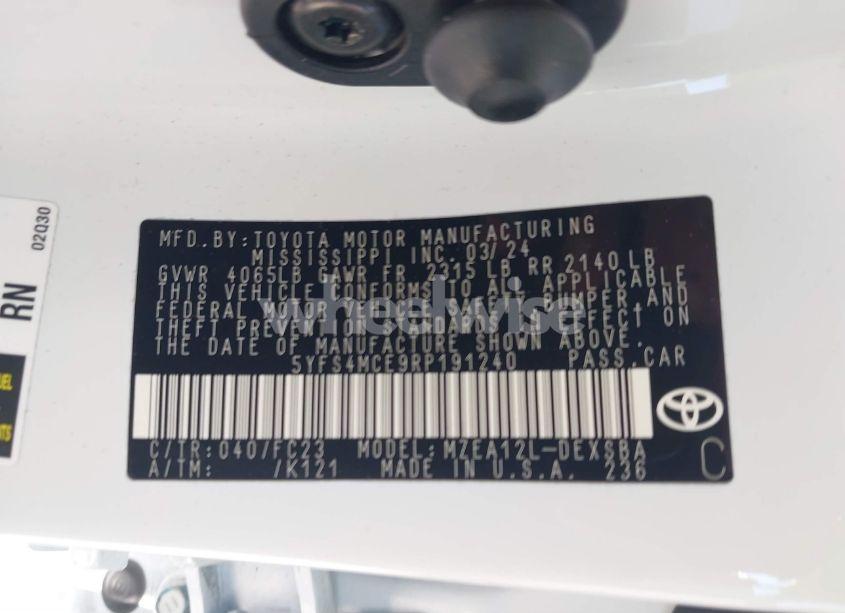 02Q30
RN
UEL
NTS
MFD.BY:TOYOTA MOTOR MANUFACTURING
MISSISSIPPI INC. 03/24
GVWR 4065LB GAWR FR 2315 LB RR 2140 LB
THIS VEHICLE CONFORMS TO ALL APPLICABLE
FEDERAL MOTOR VEHICLE SAFETY, BUMPER, AND
THEFT PREVENTION STANDARDS IN EFFECT ON
THE DATE OF MANUFACTURE SHOWN ABOVE.
5YFS4MCE9RP191240 PASS.CAR
C/TR:040/FC23 MODEL:MZEA12L-DEXSBA
A/TM: /K121 MADE IN U.S.A. 236
C
wheelwise